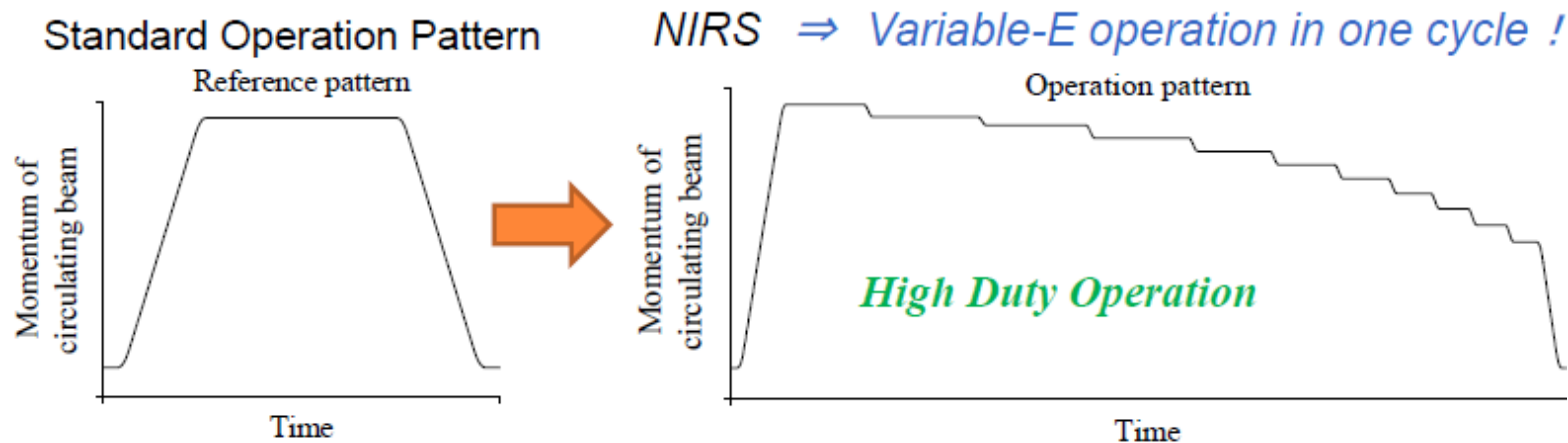 Standard Operation Pattern
Reference pattern
Momentum of
circulating beam
Time
NIRS ⇒ Variable-E operation in one cycle !
Operation pattern
Momentum of
circulating beam
High Duty Operation
Time